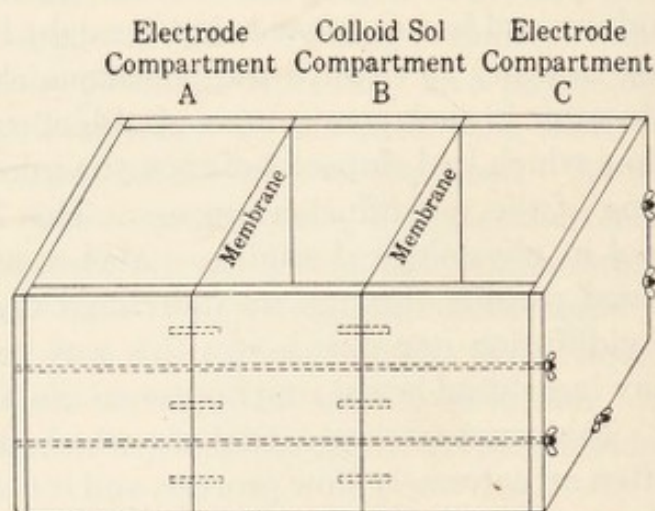 Electrode
Compartment
A
Colloid Sol
Compartment
B
Electrode
Compartment
C
Membrane
Membrane